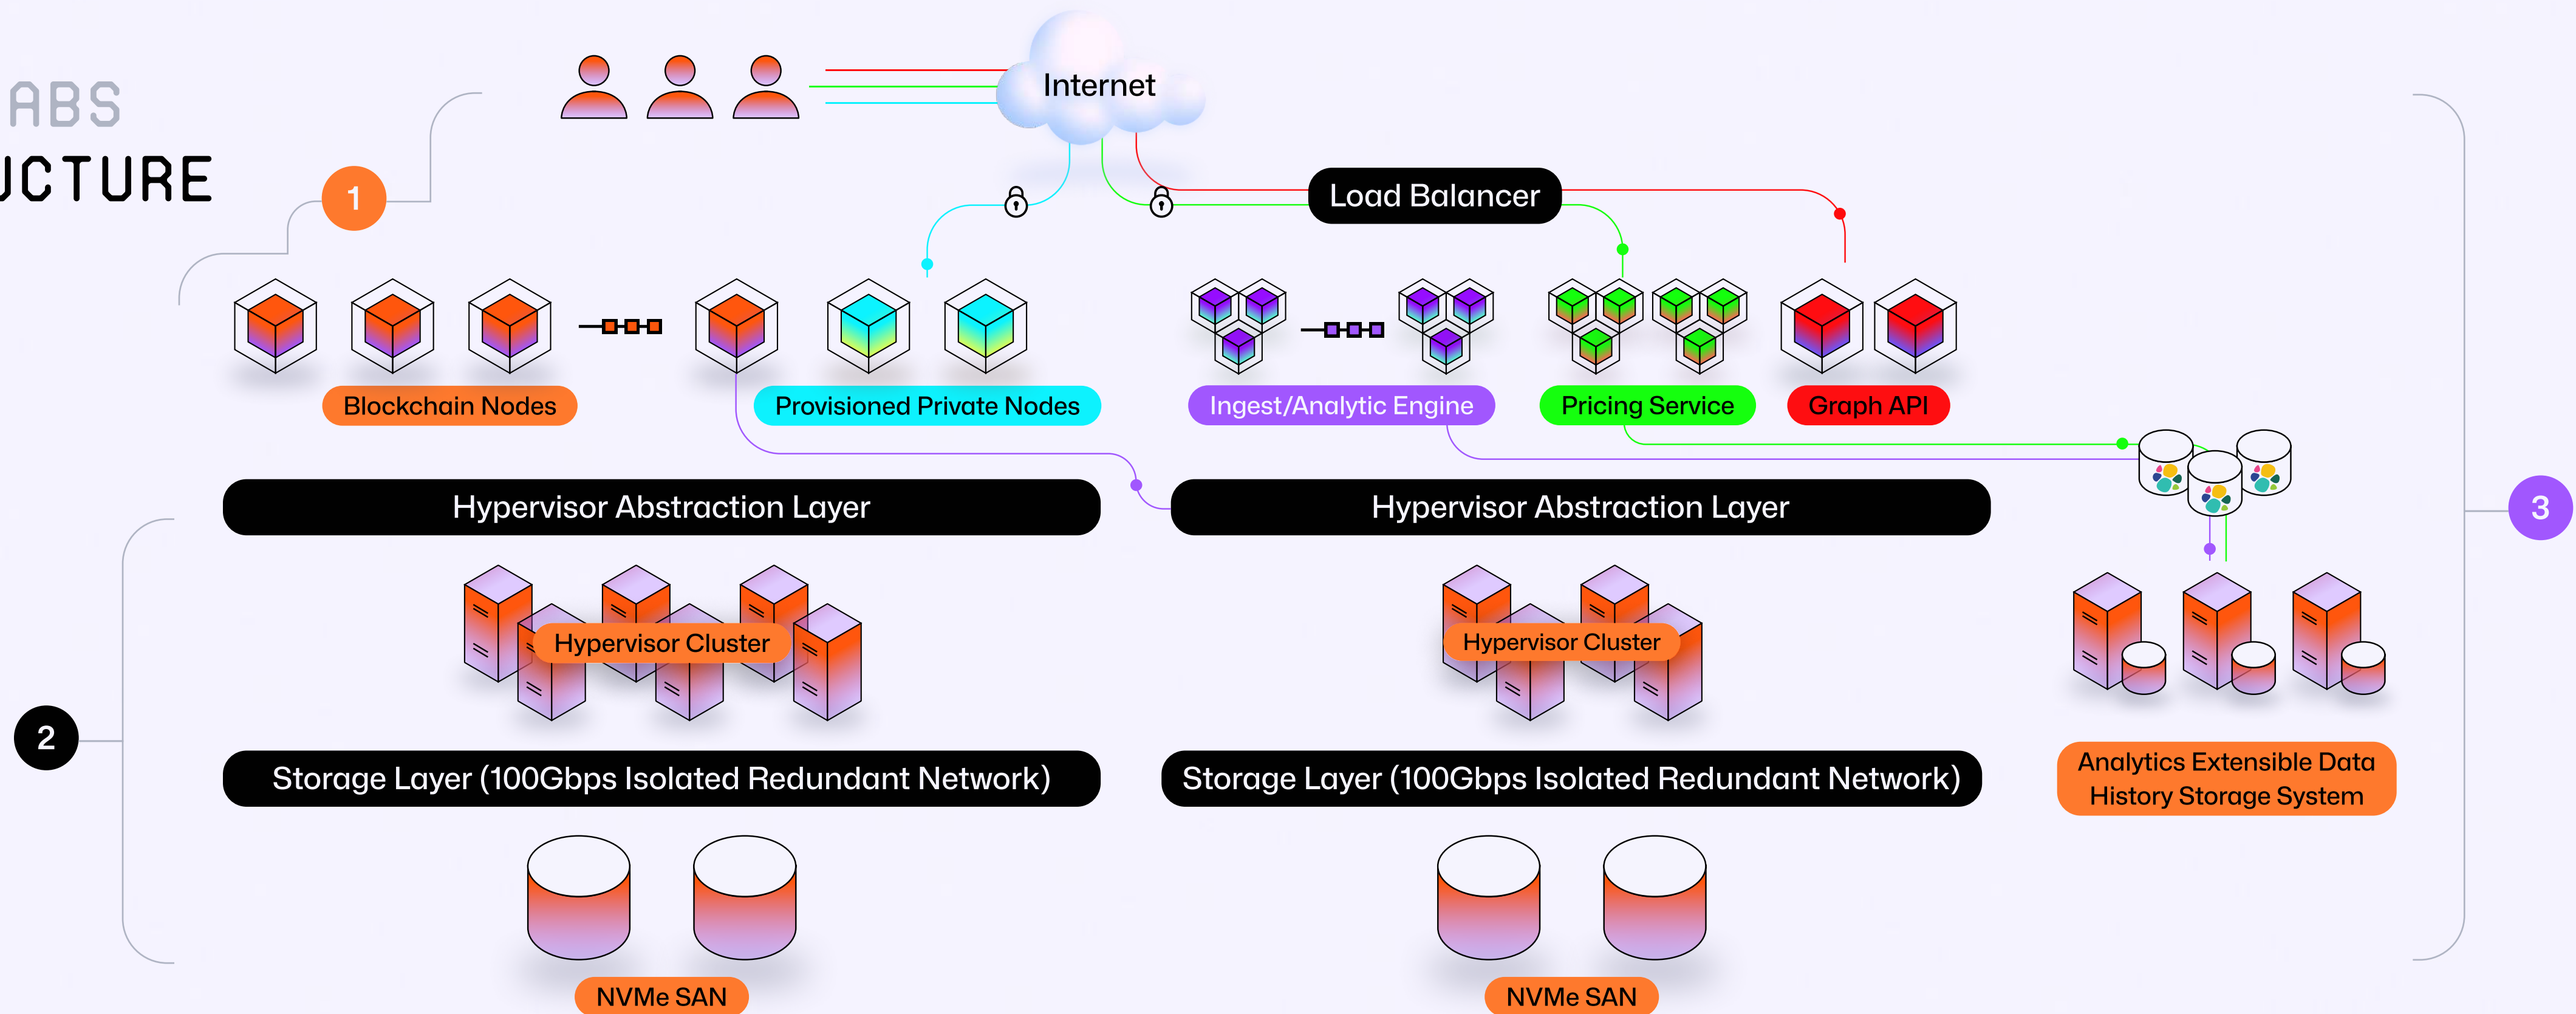 ABS
UCTURE
Internet
1
Load Balancer
Blockchain Nodes
Provisioned Private Nodes
Ingest/Analytic Engine
Pricing Service
Graph API
Hypervisor Abstraction Layer
Hypervisor Abstraction Layer
3
Hypervisor Cluster
Hypervisor Cluster
2
Storage Layer (100Gbps Isolated Redundant Network)
Storage Layer (100Gbps Isolated Redundant Network)
Analytics Extensible Data
History Storage System
NVMe SAN
NVMe SAN